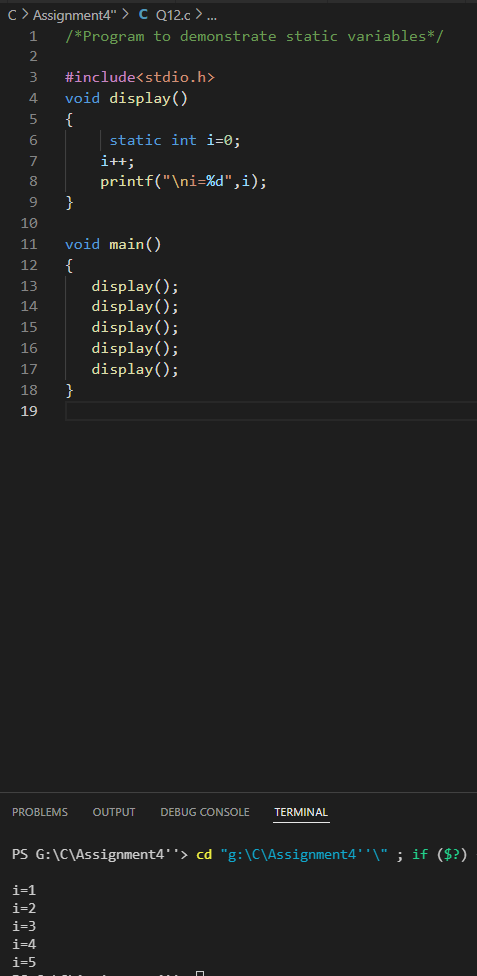 C > Assignment4'' > C Q12.c > ...
1 /*Program to demonstrate static variables*/
2
3 #include<stdio.h>
4 void display()
5 {
6 static int i=0;
7 i++;
8 printf("\ni=%d",i);
9 }
10
11 void main()
12 {
13 display();
14 display();
15 display();
16 display();
17 display();
18 }
19
PROBLEMS OUTPUT DEBUG CONSOLE TERMINAL
PS G:\C\Assignment4''> cd "g:\C\Assignment4''\" ; if ($?)
i=1
i=2
i=3
i=4
i=5